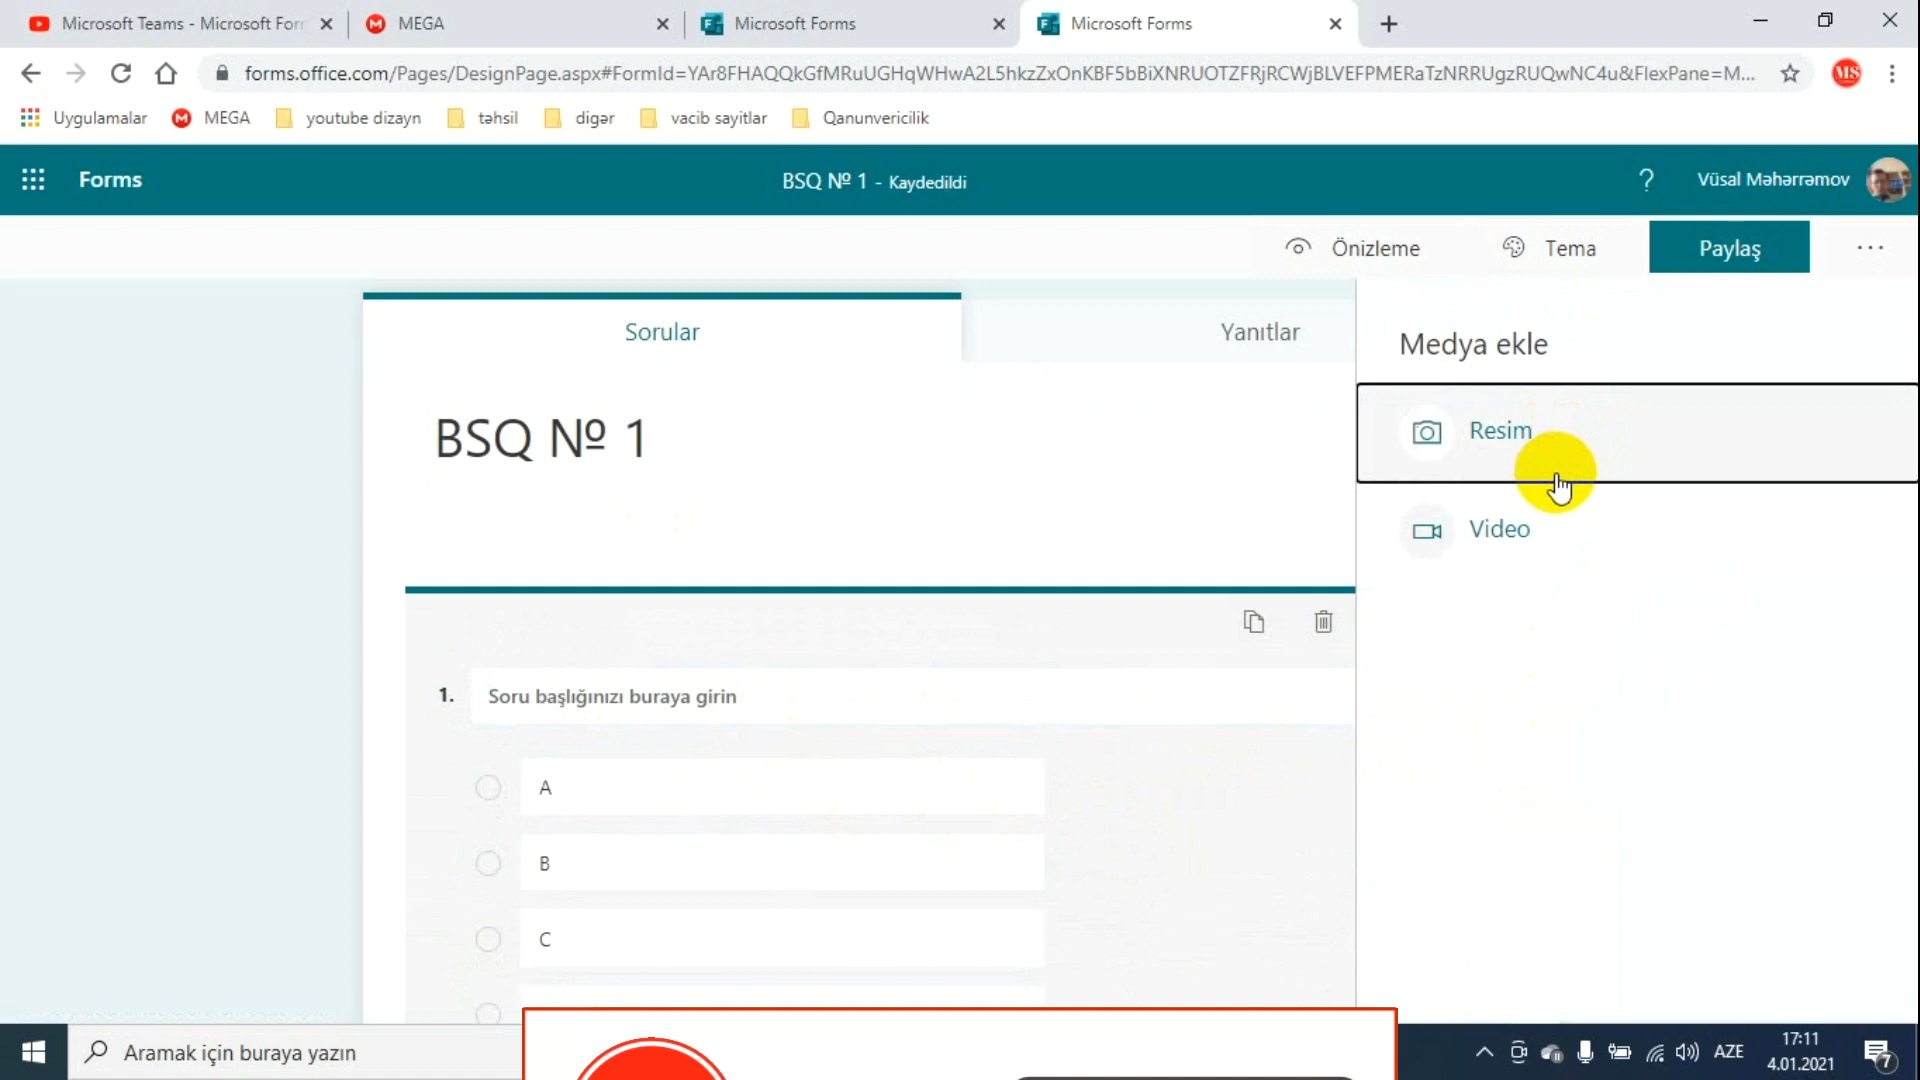 Microsoft Teams - Microsoft For
MEGA
Microsoft Forms
Microsoft Forms
forms.office.com/Pages/DesignPage.aspx#FormId=YAr8FHAQQkGfMRuUGHqWHwA2L5hkzZxOnKBF5bBiXNRUOTZFRjRCWjBLVEFPMERaTzNRRUgzRUQwNC4u&FlexPane=M...
MS
Uygulamalar
MEGA
youtube dizayn
təhsil
digər
vacib sayitlar
Qanunvericilik
Forms
BSQ № 1 - Kaydedildi
?
Vüsal Məhərrəmov
Önizleme
Tema
Paylaş
...
Sorular
Yanıtlar
Medya ekle
BSQ № 1
Resim
Video
1. Soru başlığınızı buraya girin
A
B
C
Aramak için buraya yazın
AZE
17:11
4.01.2021
7